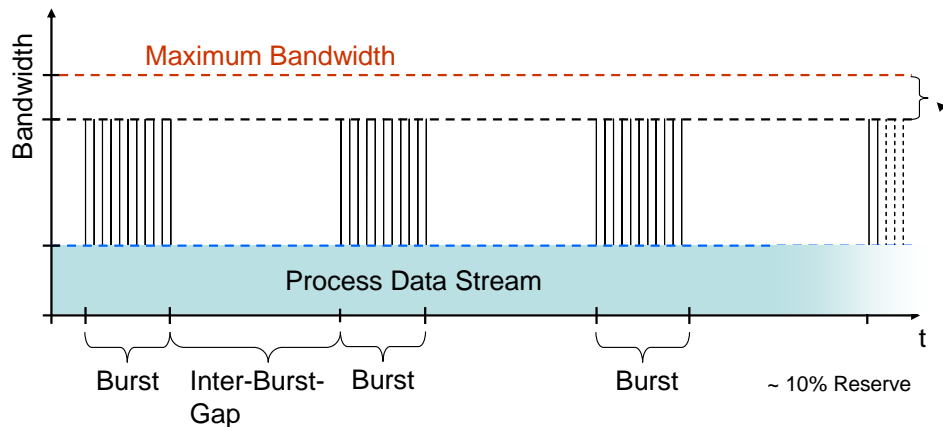 Maximum Bandwidth
Bandwidth
Process Data Stream
t
Burst
Inter-Burst-
Gap
Burst
Burst
~ 10% Reserve